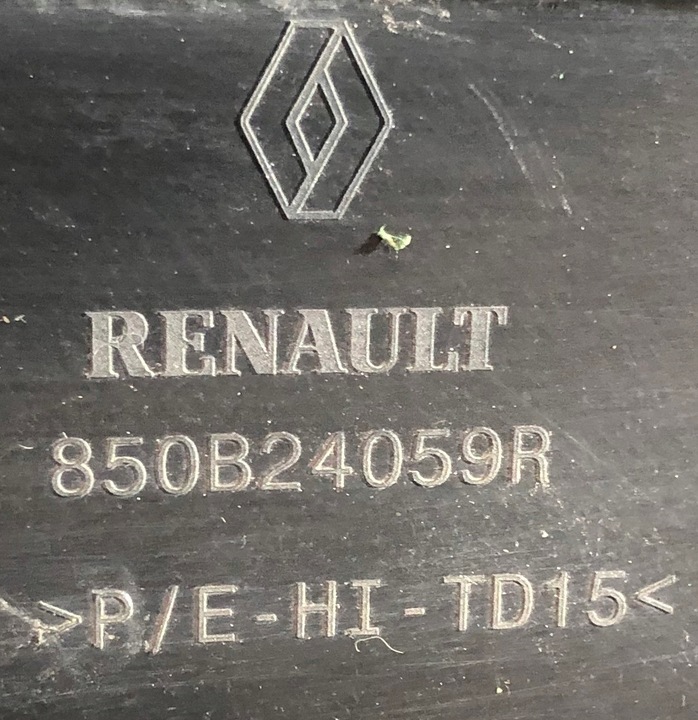 RENAULT
850B24059R
>P/E-HI-TD15<